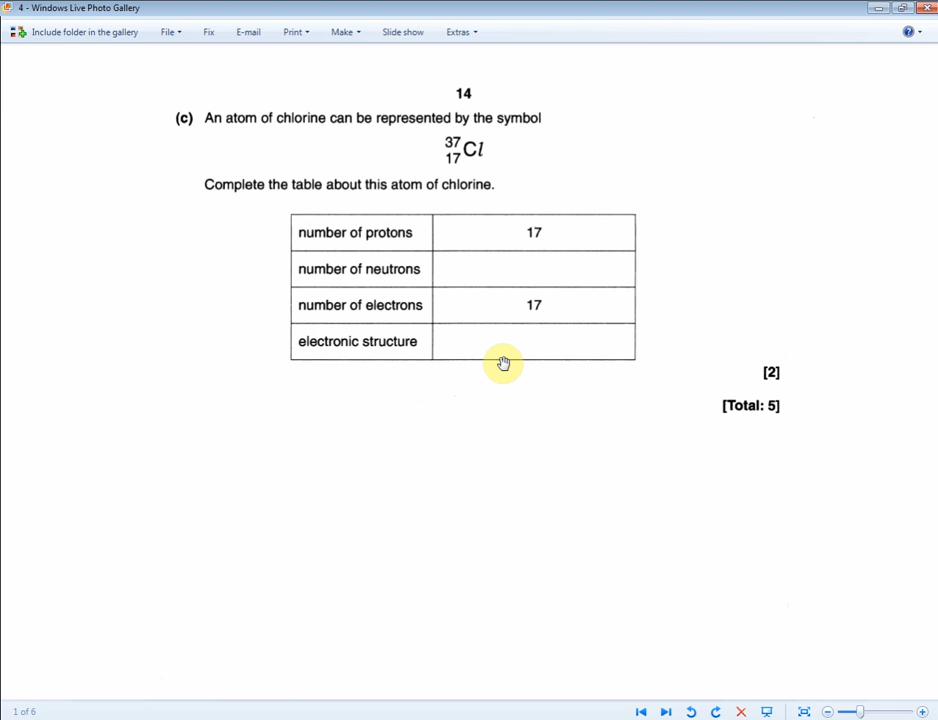 4 - Windows Live Photo Gallery
Include folder in the gallery File Fix E-mail Print Make Slide show Extras
14
(c) An atom of chlorine can be represented by the symbol
37
17 Cl
Complete the table about this atom of chlorine.
number of protons 17
number of neutrons
number of electrons 17
electronic structure
[2]
[Total: 5]
1 of 6